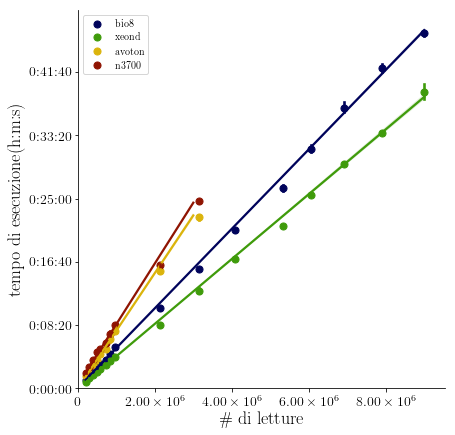 bio8
xeond
avoton
n3700
tempo di esecuzione(h:m:s)
0:41:40
0:33:20
0:25:00
0:16:40
0:08:20
0:00:00
0
2.00 × 10⁶
4.00 × 10⁶
6.00 × 10⁶
8.00 × 10⁶
# di letture